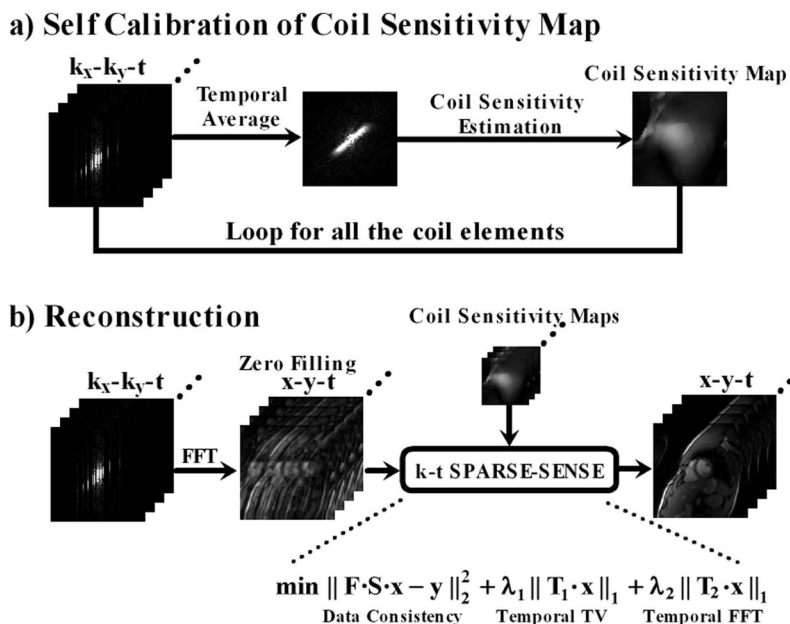 a) Self Calibration of Coil Sensitivity Map
kx-ky-t
Temporal
Average
Coil Sensitivity
Estimation
Coil Sensitivity Map
Loop for all the coil elements
b) Reconstruction
kx-ky-t
FFT
Zero Filling
x-y-t
Coil Sensitivity Maps
k-t SPARSE-SENSE
x-y-t
min || F·S·x − y ||₂² + λ₁ || T₁·x ||₁ + λ₂ || T₂·x ||₁
Data Consistency Temporal TV Temporal FFT